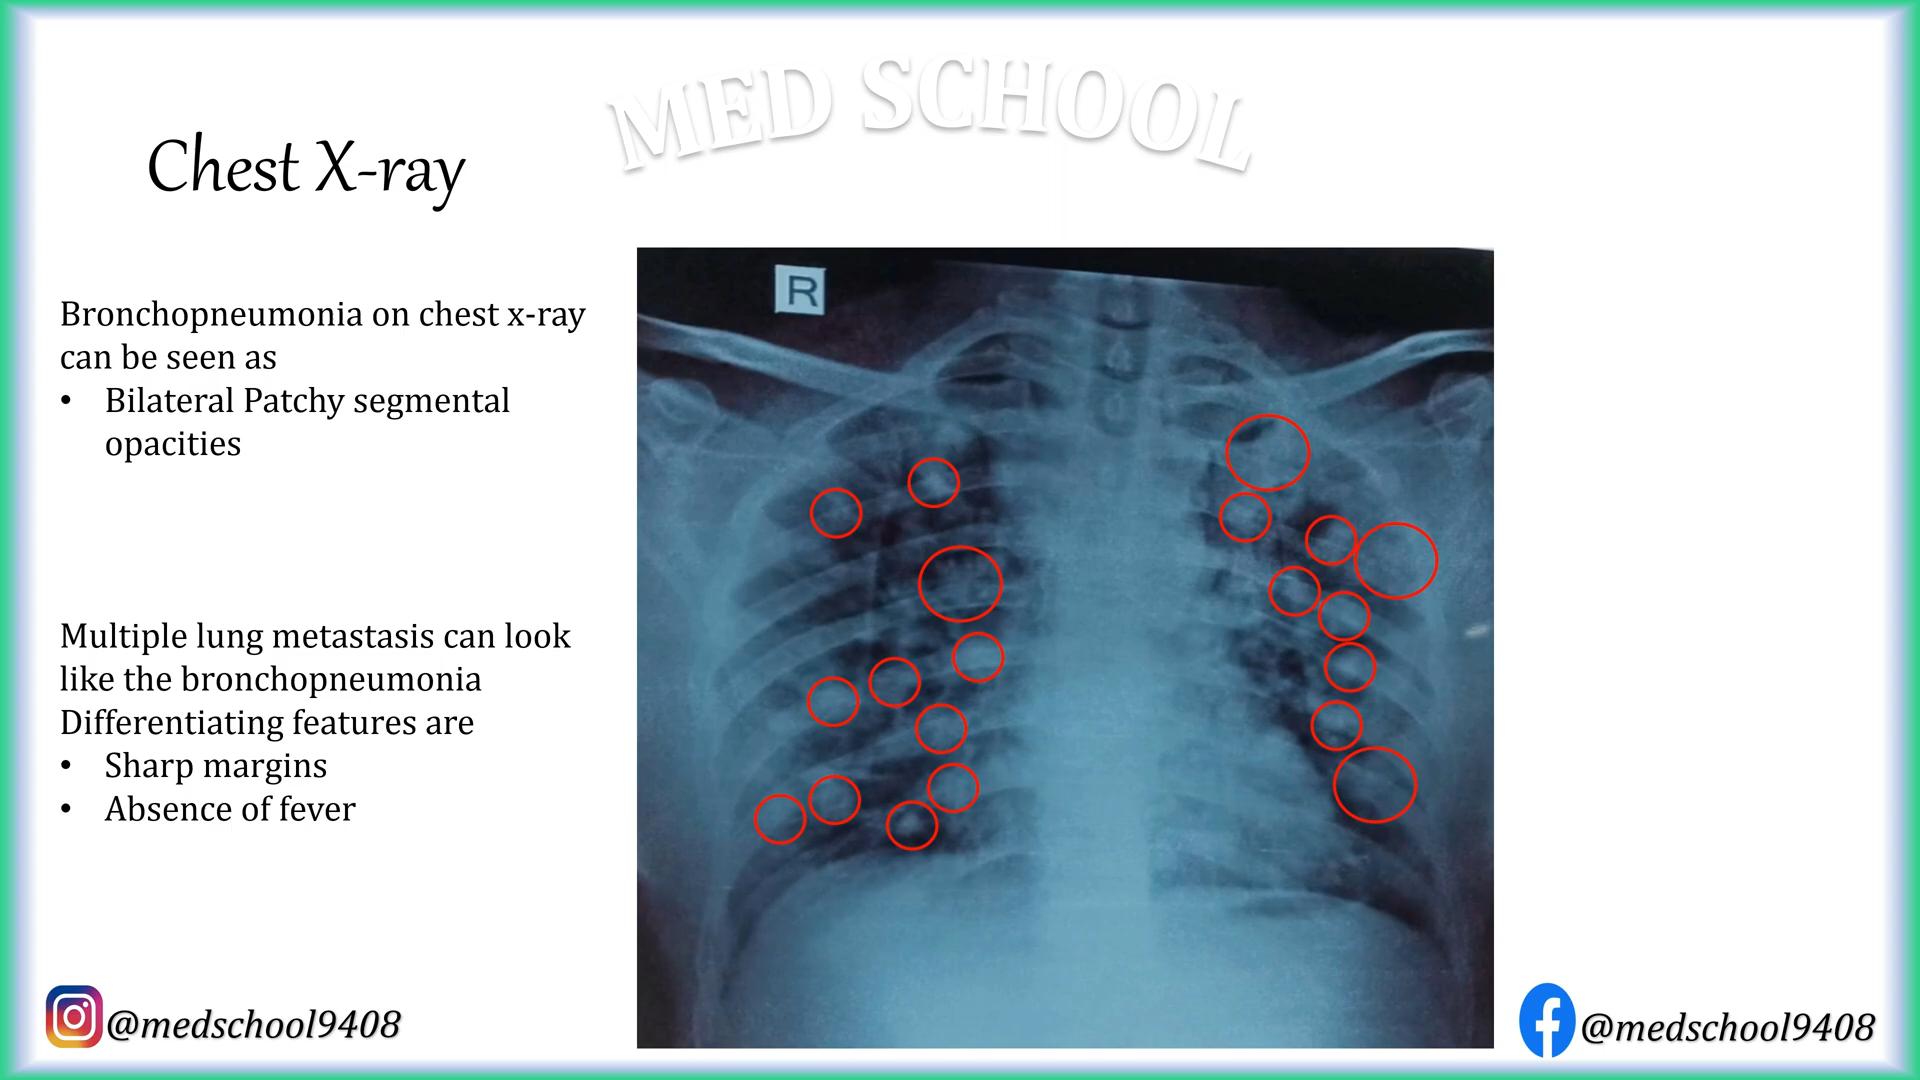 MED SCHOOL
Chest X-ray
Bronchopneumonia on chest x-ray
can be seen as
• Bilateral Patchy segmental
opacities
Multiple lung metastasis can look
like the bronchopneumonia
Differentiating features are
• Sharp margins
• Absence of fever
R
@medschool9408
@medschool9408